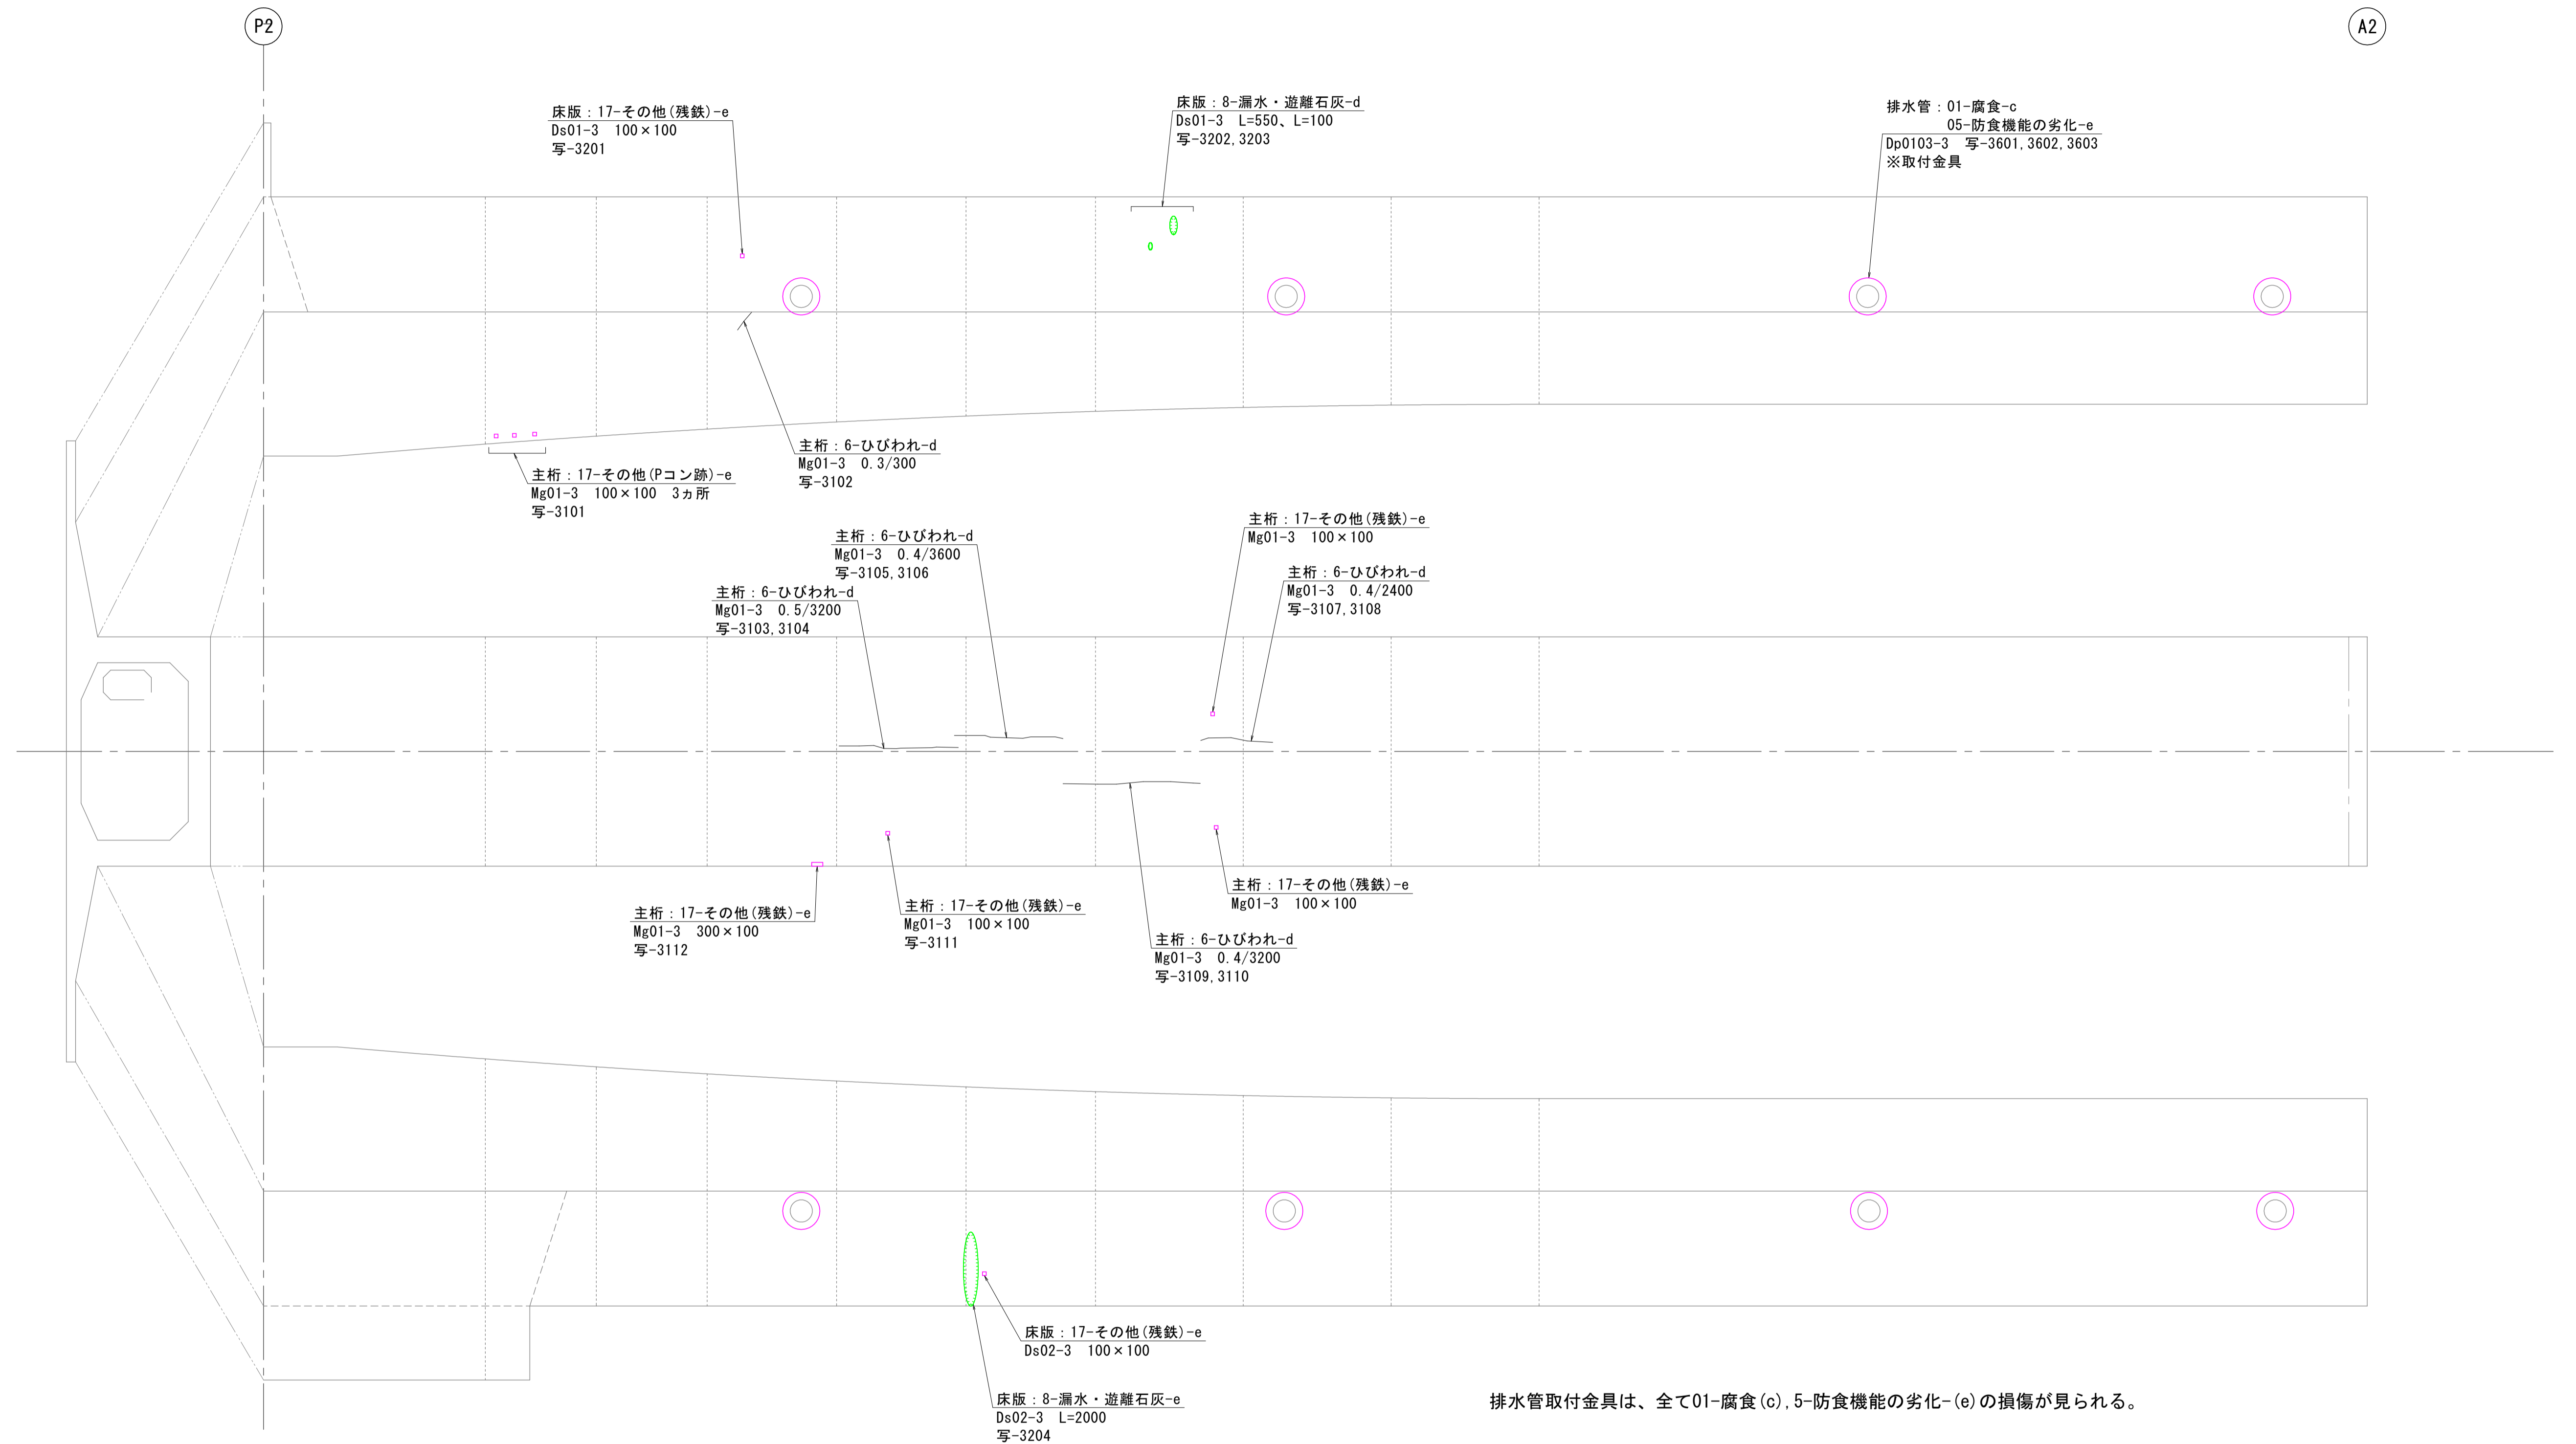 P2
A2
床版：17-その他(残鉄)-e
Ds01-3　100×100
写-3201
床版：8-漏水・遊離石灰-d
Ds01-3　L=550、L=100
写-3202,3203
排水管：01-腐食-c
05-防食機能の劣化-e
Dp0103-3　写-3601,3602,3603
※取付金具
主桁：17-その他(Pコン跡)-e
Mg01-3　100×100　3ヵ所
写-3101
主桁：6-ひびわれ-d
Mg01-3　0.3/300
写-3102
主桁：6-ひびわれ-d
Mg01-3　0.4/3600
写-3105,3106
主桁：6-ひびわれ-d
Mg01-3　0.5/3200
写-3103,3104
主桁：17-その他(残鉄)-e
Mg01-3　100×100
主桁：6-ひびわれ-d
Mg01-3　0.4/2400
写-3107,3108
主桁：17-その他(残鉄)-e
Mg01-3　300×100
写-3112
主桁：17-その他(残鉄)-e
Mg01-3　100×100
写-3111
主桁：17-その他(残鉄)-e
Mg01-3　100×100
主桁：6-ひびわれ-d
Mg01-3　0.4/3200
写-3109,3110
床版：17-その他(残鉄)-e
Ds02-3　100×100
床版：8-漏水・遊離石灰-e
Ds02-3　L=2000
写-3204
排水管取付金具は、全て01-腐食(c),5-防食機能の劣化-(e)の損傷が見られる。